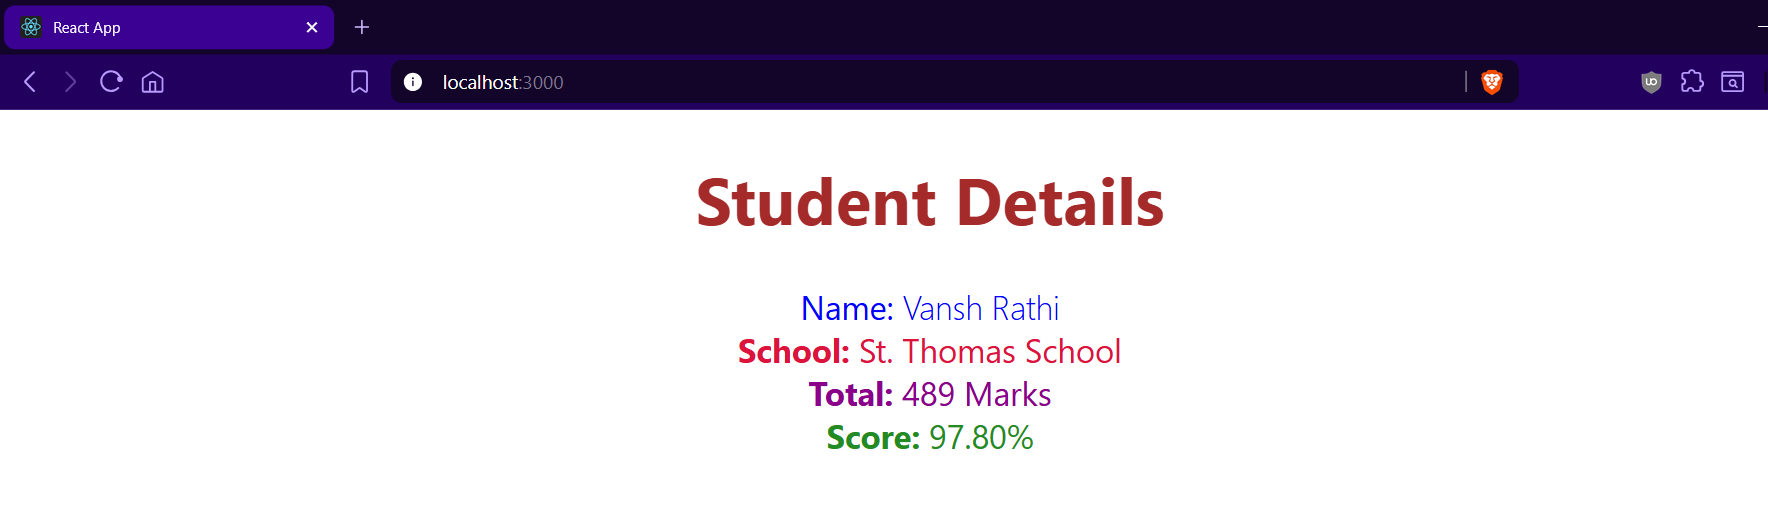 React App
localhost:3000
Student Details
Name: Vansh Rathi
School: St. Thomas School
Total: 489 Marks
Score: 97.80%